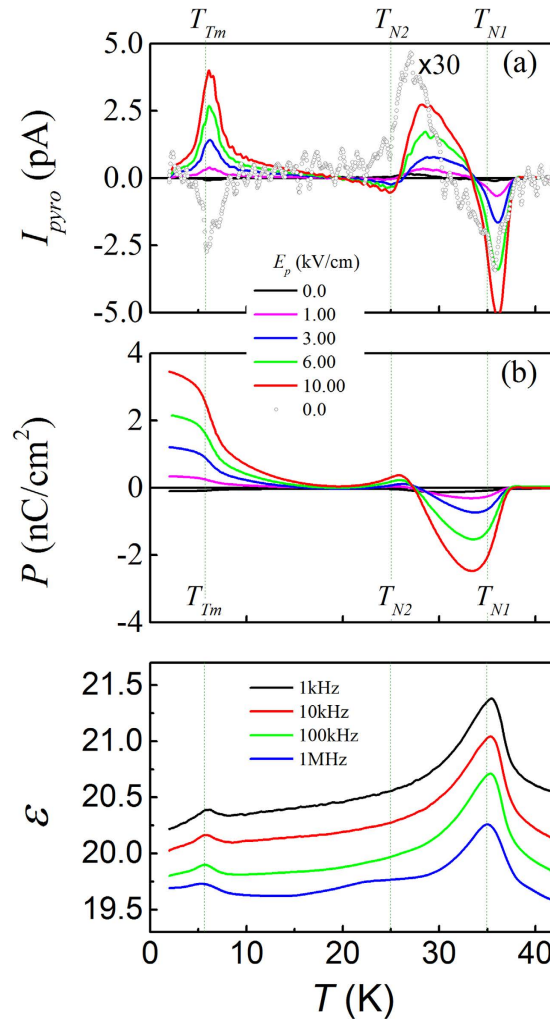 T_Tm T_N2 T_N1
5.0 x30 (a)
2.5
0.0
-2.5
-5.0
I_pyro (pA)
E_p (kV/cm)
0.0
1.00
3.00
6.00
10.00
0.0
4 (b)
2
0
-2
-4
P (nC/cm²)
T_Tm T_N2 T_N1
21.5
21.0
20.5
20.0
19.5
ε
1kHz
10kHz
100kHz
1MHz
0 10 20 30 40
T (K)